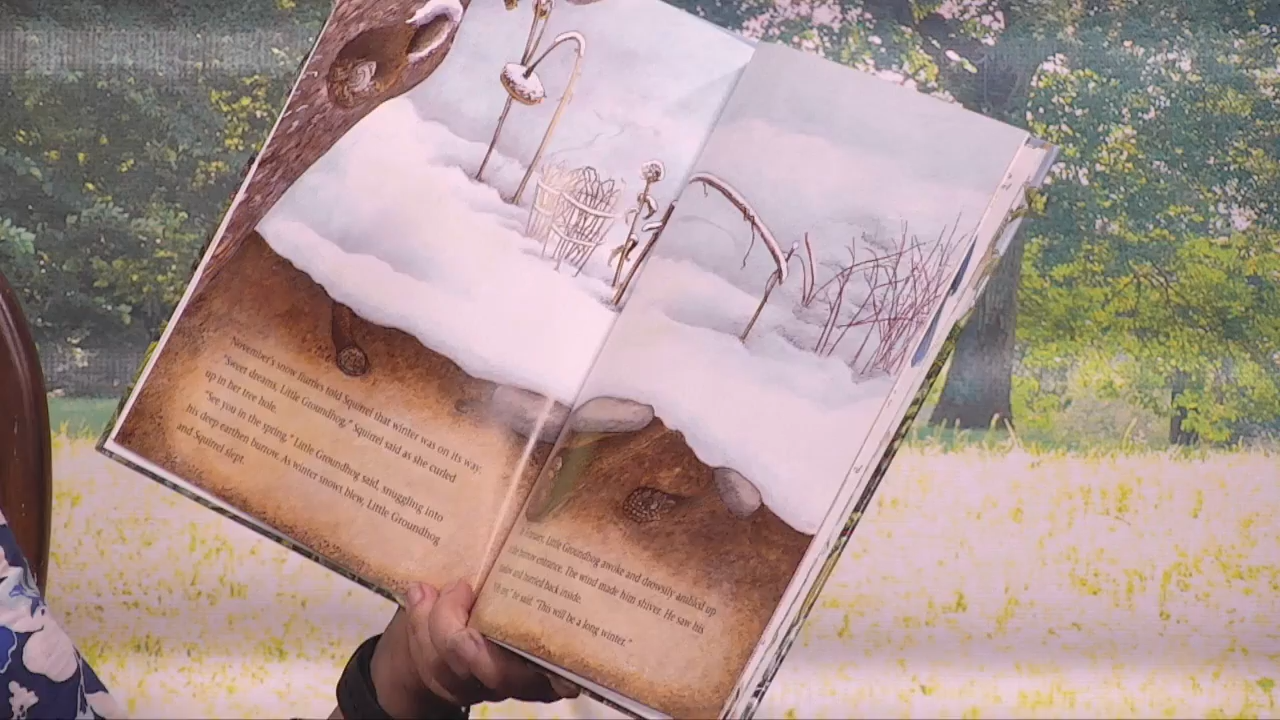 November's snow flurries told Squirrel that winter was on its way.
"Sweet dreams, Little Groundhog," Squirrel said as she curled
up in her tree hole.
"See you in the spring," Little Groundhog said, snuggling into
his deep earthen burrow. As winter snows blew, Little Groundhog
and Squirrel slept.
Little Groundhog awoke and drowsily ambled up
burrow entrance. The wind made him shiver. He saw his
and hurried back inside.
he said. "This will be a long winter."